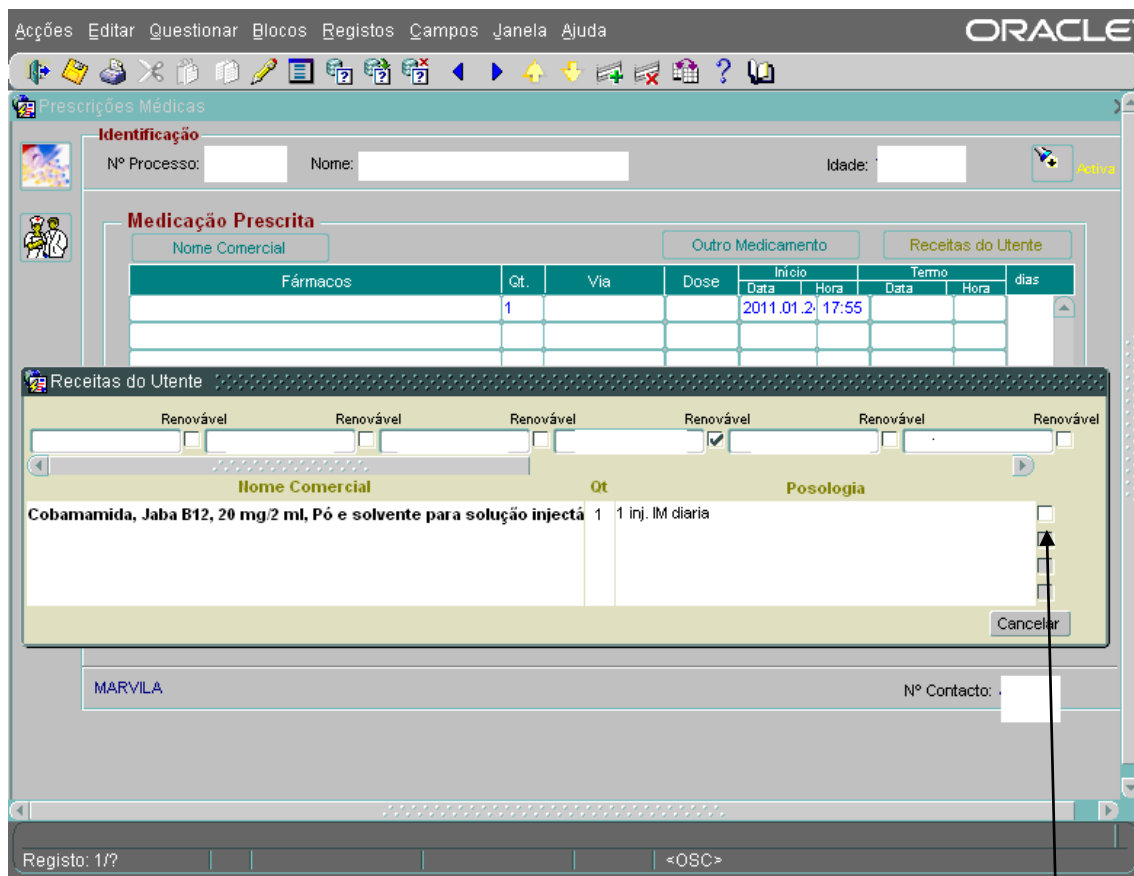 Acções Editar Questionar Blocos Registos Campos Janela Ajuda ORACLE
Prescrições Médicas
Identificação
Nº Processo: Nome: Idade: Activa
Medicação Prescrita
Nome Comercial Outro Medicamento Receitas do Utente
Fármacos Qt. Via Dose Início Termo dias
Data Hora Data Hora
1 2011.01.2 17:55
Receitas do Utente
Renovável Renovável Renovável Renovável Renovável Renovável
Nome Comercial Qt Posologia
Cobamamida, Jaba B12, 20 mg/2 ml, Pó e solvente para solução injectá 1 1 inj. IM diaria
Cancelar
MARVILA Nº Contacto:
Registo: 1/? <OSC>